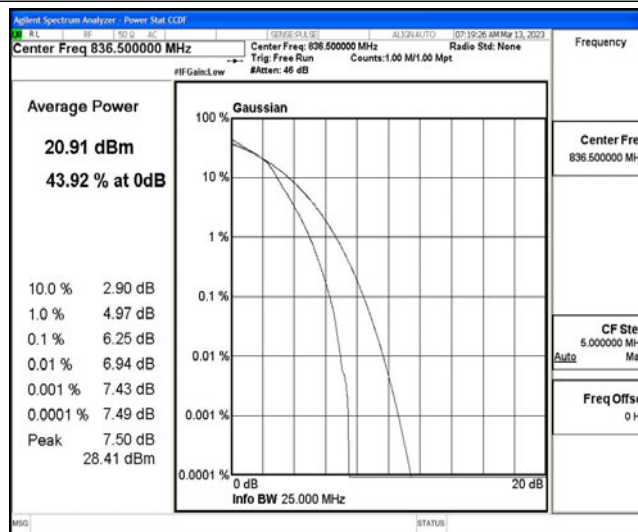 Agilent Spectrum Analyzer - Power Stat CCDF
RL RF 50 Ω AC SENSE:PULSE ALIGN AUTO 07:19:26 AM Mar 13, 2023
Center Freq 836.500000 MHz
Center Freq: 836.500000 MHz Radio Std: None
Trig: Free Run Counts:1.00 M/1.00 Mpt
#IFGain:Low #Atten: 46 dB
Frequency
Average Power
20.91 dBm
43.92 % at 0dB
10.0 % 2.90 dB
1.0 % 4.97 dB
0.1 % 6.25 dB
0.01 % 6.94 dB
0.001 % 7.43 dB
0.0001 % 7.49 dB
Peak 7.50 dB
28.41 dBm
Gaussian
100 %
10 %
1 %
0.1 %
0.01 %
0.001 %
0.0001 %
0 dB 20 dB
Info BW 25.000 MHz
Center Fre
836.500000 MH
CF Ste
5.000000 MH
Auto Ma
Freq Offse
0 H
MSG STATUS